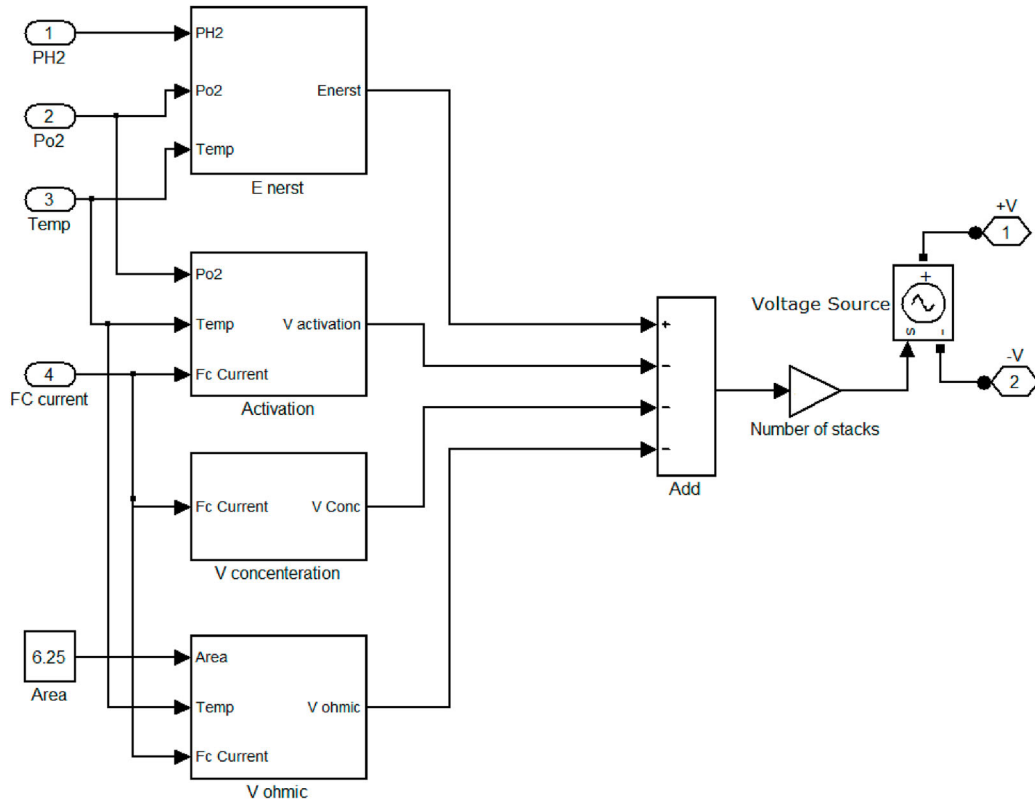 1
PH2
2
Po2
3
Temp
4
FC current
6.25
Area
PH2
Po2
Temp
Enerst
E nerst
Po2
Temp
Fc Current
V activation
Activation
Fc Current
V Conc
V concenteration
Area
Temp
Fc Current
V ohmic
V ohmic
+
−
−
−
Add
Number of stacks
Voltage Source
+
s
-
+V
1
-V
2